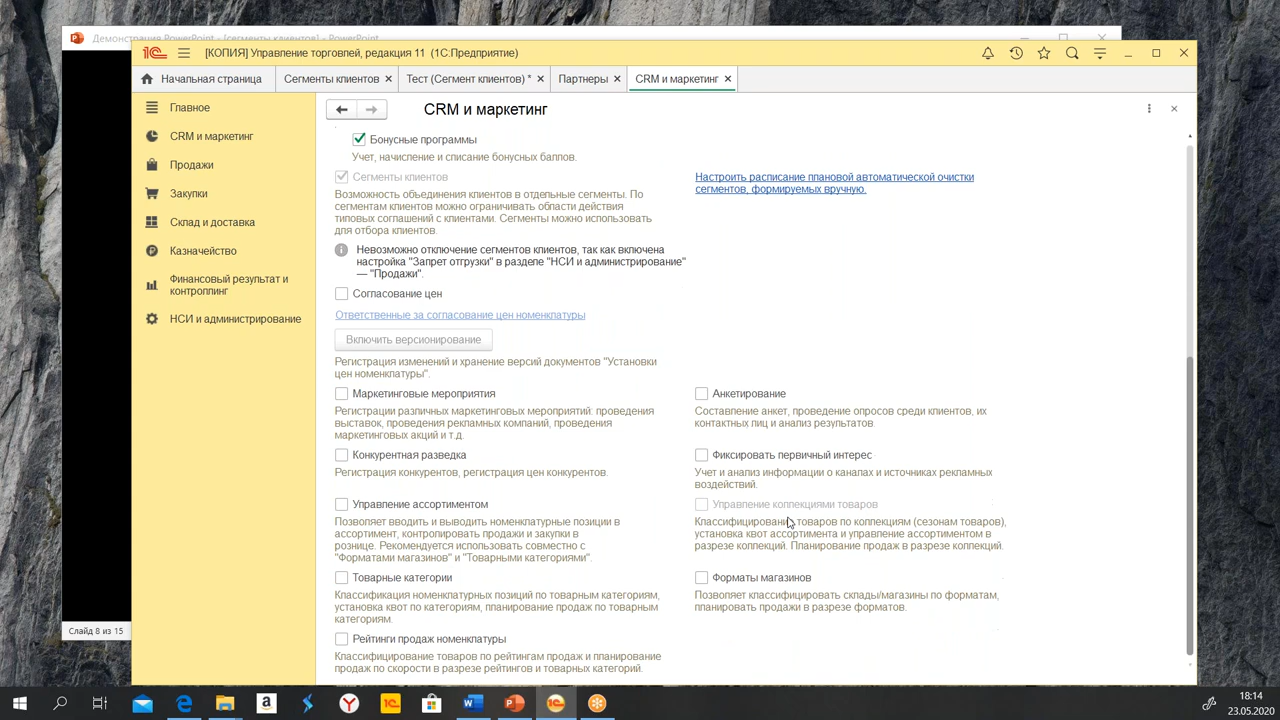 Демонстрация PowerPoint - [сегменты клиентов] - PowerPoint
[КОПИЯ] Управление торговлей, редакция 11 (1С:Предприятие)
Начальная страница
Сегменты клиентов
Тест (Сегмент клиентов) *
Партнеры
CRM и маркетинг
Главное
CRM и маркетинг
Продажи
Закупки
Склад и доставка
Казначейство
Финансовый результат и
контроллинг
НСИ и администрирование
CRM и маркетинг
Бонусные программы
Учет, начисление и списание бонусных баллов.
Сегменты клиентов
Возможность объединения клиентов в отдельные сегменты. По
сегментам клиентов можно ограничивать области действия
типовых соглашений с клиентами. Сегменты можно использовать
для отбора клиентов.
Настроить расписание плановой автоматической очистки
сегментов, формируемых вручную.
Невозможно отключение сегментов клиентов, так как включена
настройка "Запрет отгрузки" в разделе "НСИ и администрирование"
— "Продажи".
Согласование цен
Ответственные за согласование цен номенклатуры
Включить версионирование
Регистрация изменений и хранение версий документов "Установки
цен номенклатуры".
Маркетинговые мероприятия
Регистрации различных маркетинговых мероприятий: проведения
выставок, проведения рекламных компаний, проведения
маркетинговых акций и т.д.
Анкетирование
Составление анкет, проведение опросов среди клиентов, их
контактных лиц и анализ результатов
Конкурентная разведка
Регистрация конкурентов, регистрация цен конкурентов.
Фиксировать первичный интерес
Учет и анализ информации о каналах и источниках рекламных
воздействий.
Управление ассортиментом
Позволяет вводить и выводить номенклатурные позиции в
ассортимент, контролировать продажи и закупки в
рознице. Рекомендуется использовать совместно с
"Форматами магазинов" и "Товарными категориями".
Управление коллекциями товаров
Классифицирование товаров по коллекциям (сезонам товаров),
установка квот ассортимента и управление ассортиментом в
разрезе коллекций. Планирование продаж в разрезе коллекций.
Товарные категории
Классификация номенклатурных позиций по товарным категориям,
установка квот по категориям, планирование продаж по товарным
категориям.
Форматы магазинов
Позволяет классифицировать склады/магазины по форматам,
планировать продажи в разрезе форматов.
Рейтинги продаж номенклатуры
Классифицирование товаров по рейтингам продаж и планирование
продаж по скорости в разрезе рейтингов и товарных категорий.
Слайд 8 из 15
18:14
23.05.2020